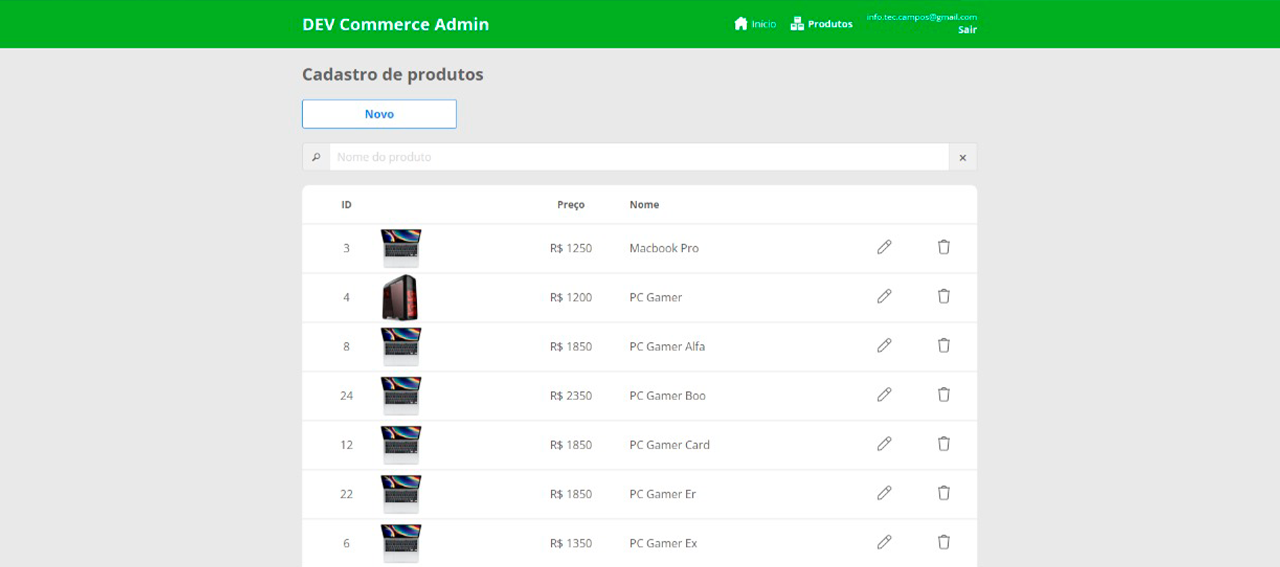 DEV Commerce Admin
Início
Produtos
info.tec.campos@gmail.com
Sair
Cadastro de produtos
Novo
Nome do produto
ID Preço Nome
3 R$ 1250 Macbook Pro
4 R$ 1200 PC Gamer
8 R$ 1850 PC Gamer Alfa
24 R$ 2350 PC Gamer Boo
12 R$ 1850 PC Gamer Card
22 R$ 1850 PC Gamer Er
6 R$ 1350 PC Gamer Ex